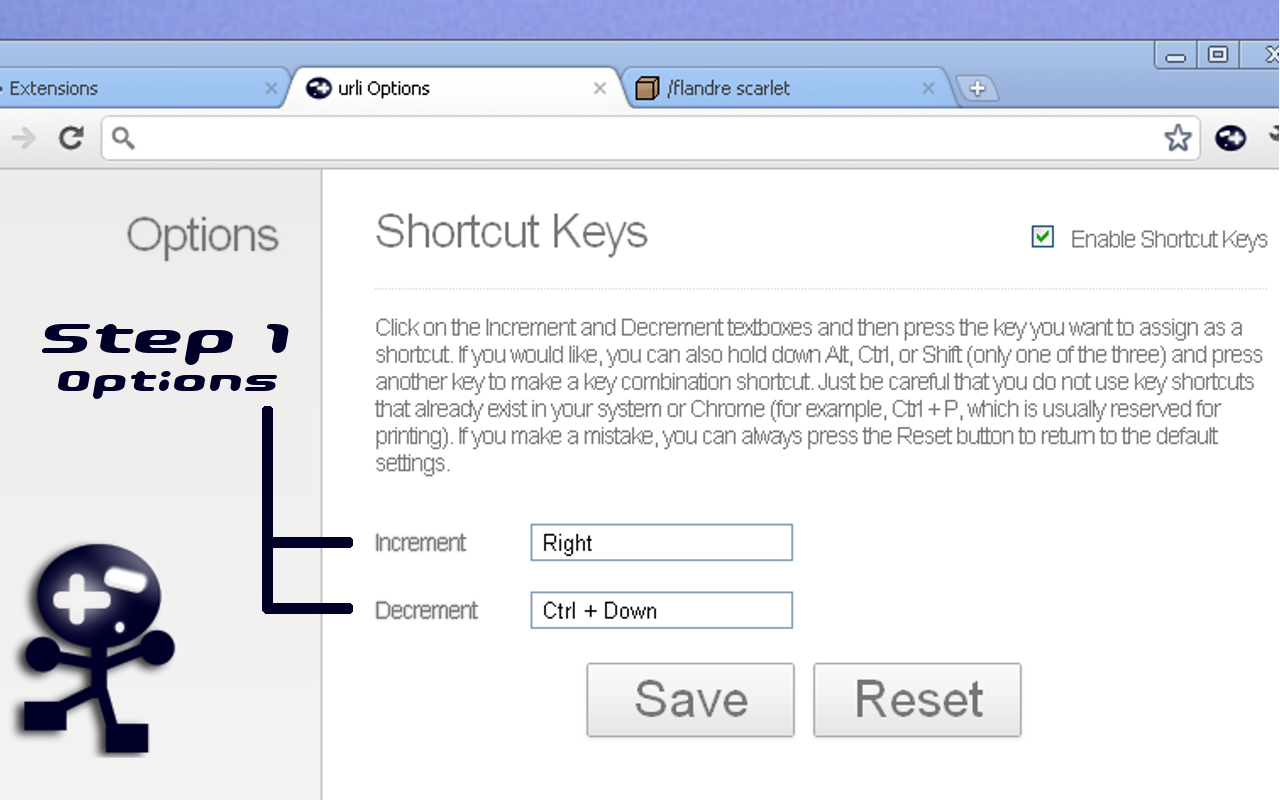 Extensions
urli Options
/flandre scarlet
Options
Shortcut Keys
Enable Shortcut Keys
Step 1
Options
Click on the Increment and Decrement textboxes and then press the key you want to assign as a
shortcut. If you would like, you can also hold down Alt, Ctrl, or Shift (only one of the three) and press
another key to make a key combination shortcut. Just be careful that you do not use key shortcuts
that already exist in your system or Chrome (for example, Ctrl + P, which is usually reserved for
printing). If you make a mistake, you can always press the Reset button to return to the default
settings.
Increment
Right
Decrement
Ctrl + Down
Save
Reset